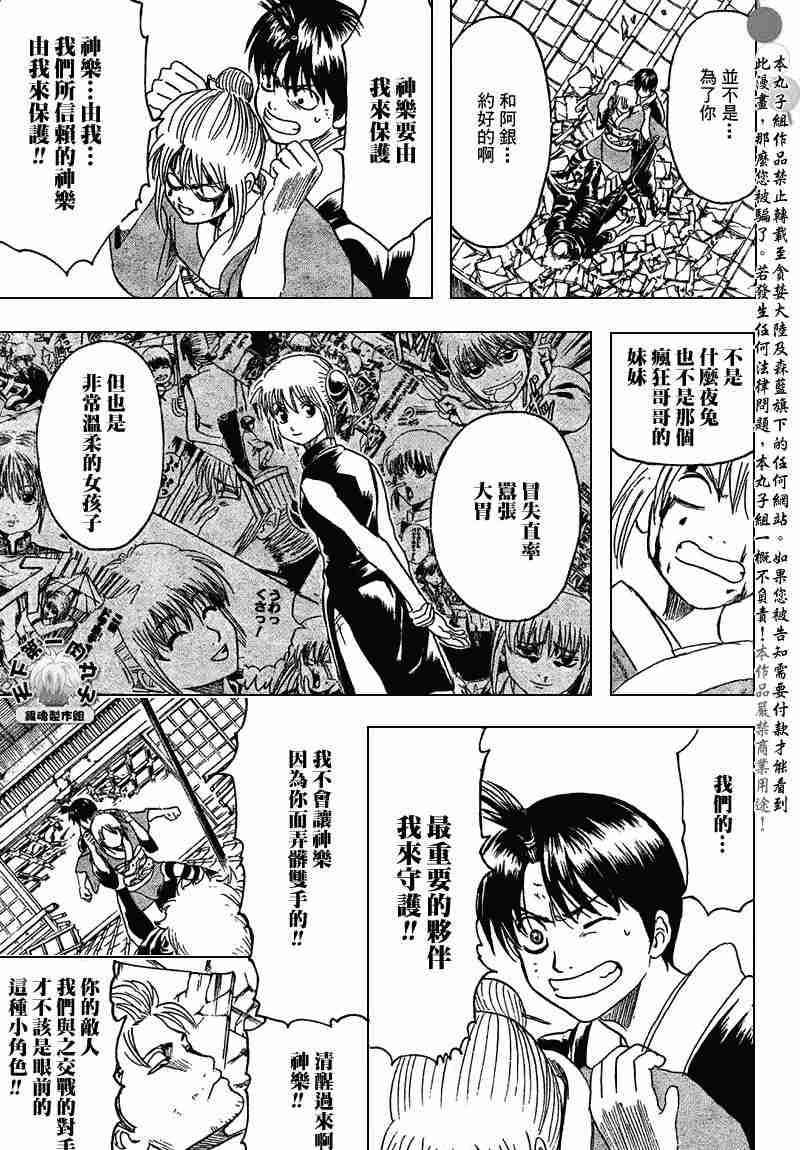 並不是…
為了你
和阿銀…
約好的啊
神樂要由
我來保護
神樂…由我…
我們所信賴的神樂
由我來保護!!
不是
什麼夜兔
也不是那個
瘋狂哥哥的
妹妹
冒失直率
囂張
大膽
但也是
非常溫柔的女孩子
うわっ
くさっ!
我們的…
最重要的夥伴
我來守護!!
我不會讓神樂
因為你而弄髒雙手的!!
清醒過來啊
神樂!!
你的敵人
我們與之交戰的對手
才不該是眼前的
這種小角色!!
銀魂製作組
本丸子組作品禁止轉載至貪婪大陸及森藍旗下的任何網站。如果您被告知需要付款才能看到
此漫畫，那麼您被騙了。若發生任何法律問題，本丸子組一概不負責！本作品嚴禁商業用途！